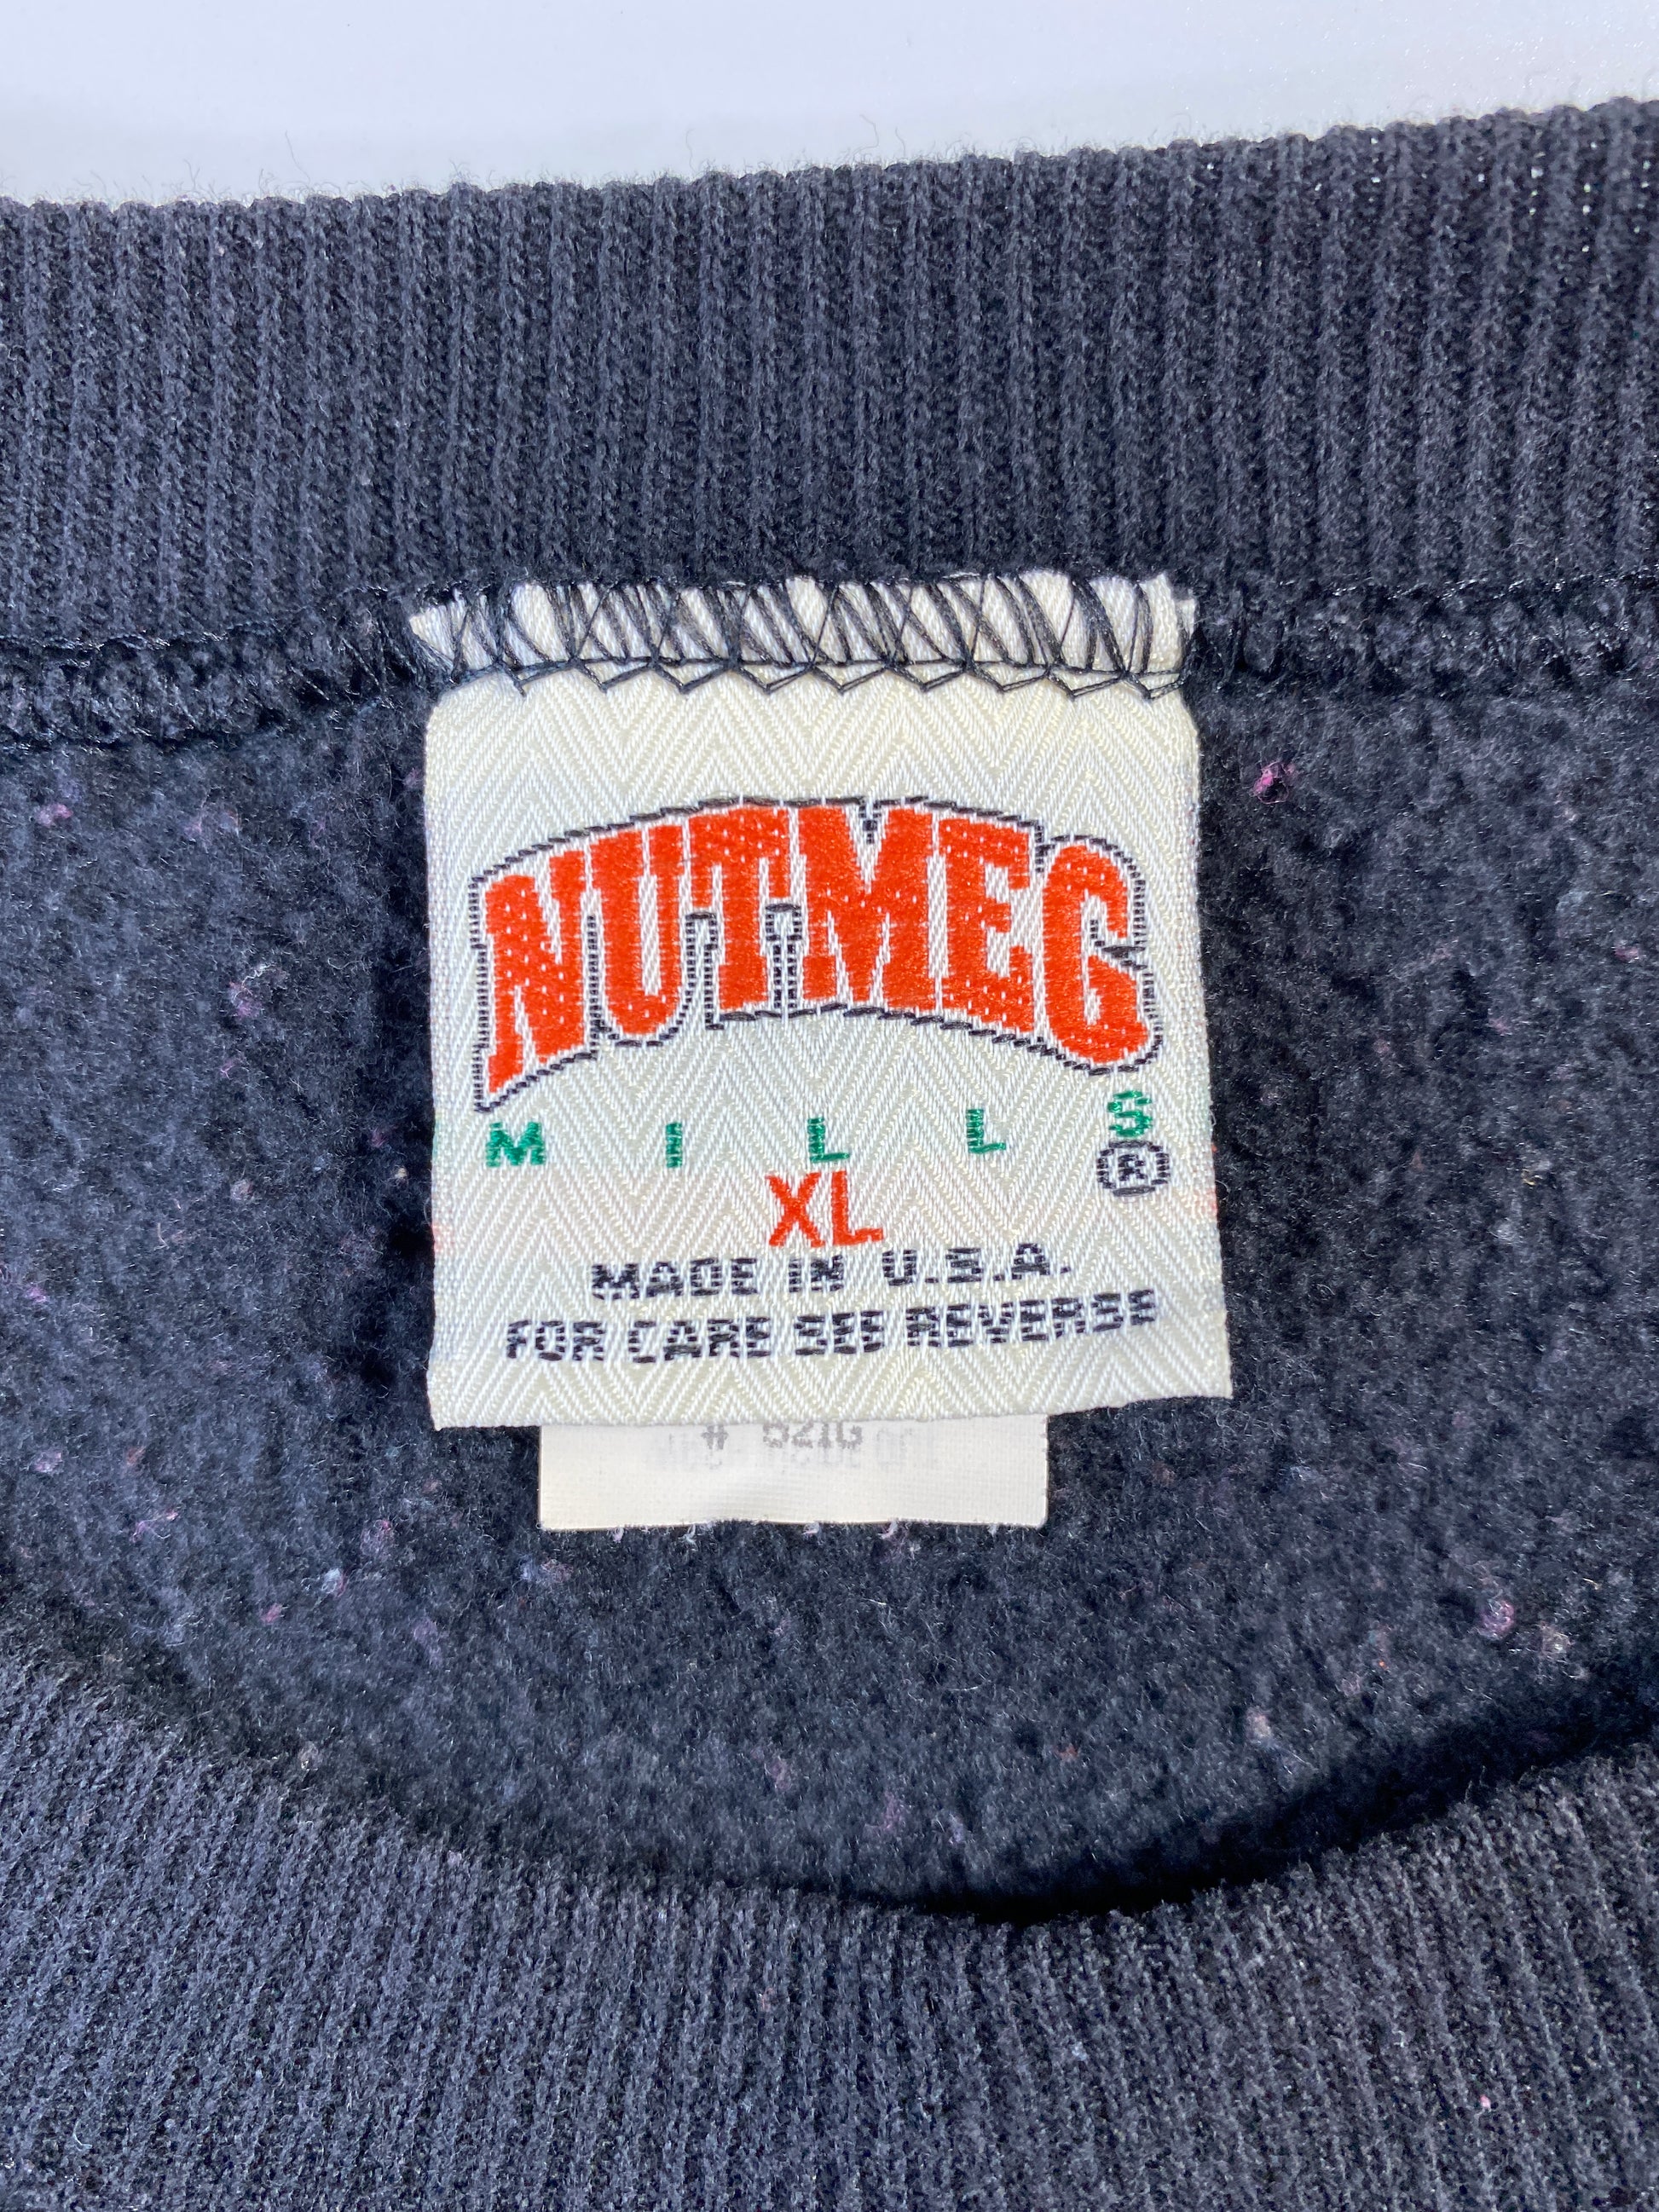 NUTMEG
MILLS
®
XL
MADE IN U.S.A.
FOR CARE SEE REVERSE
#